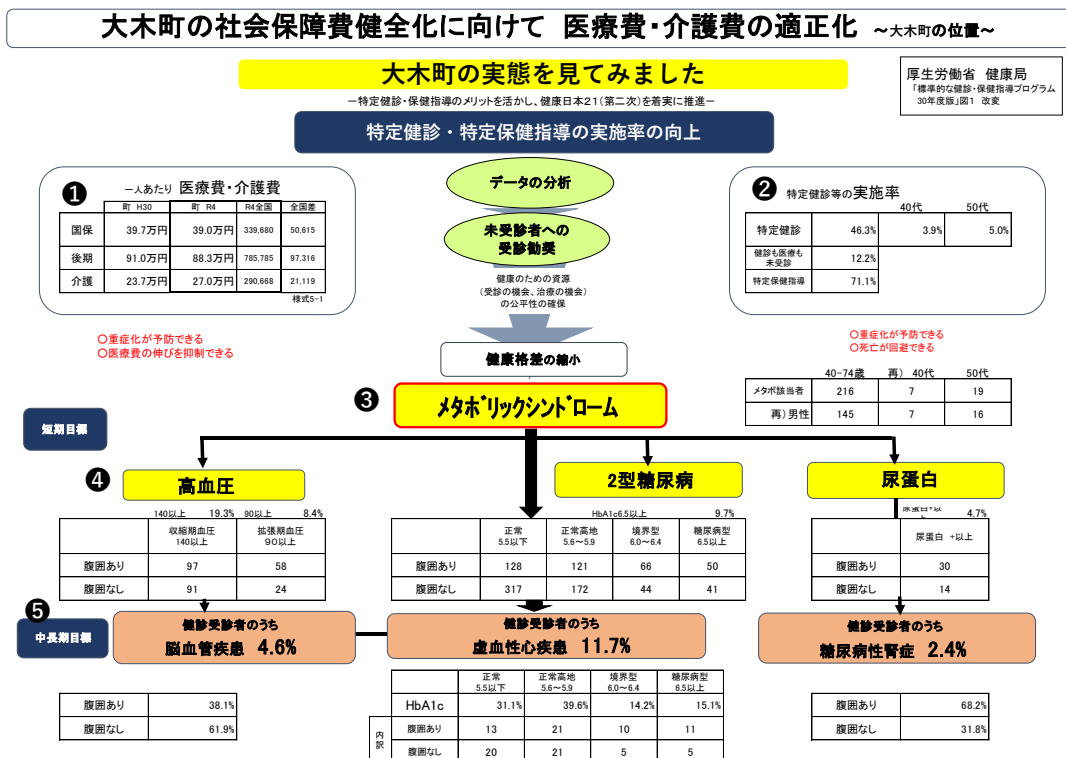 大木町の社会保障費健全化に向けて 医療費・介護費の適正化 ～大木町の位置～
大木町の実態を見てみました
厚生労働省 健康局
「標準的な健診・保健指導プログラム
30年度版」図1 改変
－特定健診・保健指導のメリットを活かし、健康日本21(第二次)を着実に推進－
特定健診・特定保健指導の実施率の向上
❶ 一人あたり 医療費・介護費
町 H30 町 R4 R4全国 全国差
国保 39.7万円 39.0万円 339,680 50,615
後期 91.0万円 88.3万円 785,785 97,316
介護 23.7万円 27.0万円 290,668 21,119
様式5-1
データの分析
未受診者への
受診勧奨
健康のための資源
(受診の機会、治療の機会)
の公平性の確保
❷ 特定健診等の実施率
40代 50代
特定健診 46.3% 3.9% 5.0%
健診も医療も
未受診 12.2%
特定保健指導 71.1%
○重症化が予防できる
○医療費の伸びを抑制できる
○重症化が予防できる
○死亡が回避できる
健康格差の縮小
❸ メタボリックシンドローム
40-74歳 再) 40代 50代
メタボ該当者 216 7 19
再)男性 145 7 16
短期目標
❹ 高血圧
2型糖尿病
尿蛋白
140以上 19.3% 90以上 8.4%
収縮期血圧
140以上
拡張期血圧
90以上
腹囲あり 97 58
腹囲なし 91 24
HbA1c6.5以上 9.7%
正常
5.5以下
正常高地
5.6～5.9
境界型
6.0～6.4
糖尿病型
6.5以上
腹囲あり 128 121 66 50
腹囲なし 317 172 44 41
4.7%
尿蛋白 +以上
腹囲あり 30
腹囲なし 14
❺
中長期目標
健診受診者のうち
脳血管疾患 4.6%
健診受診者のうち
虚血性心疾患 11.7%
健診受診者のうち
糖尿病性腎症 2.4%
腹囲あり 38.1%
腹囲なし 61.9%
正常
5.5以下
正常高地
5.6～5.9
境界型
6.0～6.4
糖尿病型
6.5以上
HbA1c 31.1% 39.6% 14.2% 15.1%
内訳
腹囲あり 13 21 10 11
腹囲なし 20 21 5 5
腹囲あり 68.2%
腹囲なし 31.8%